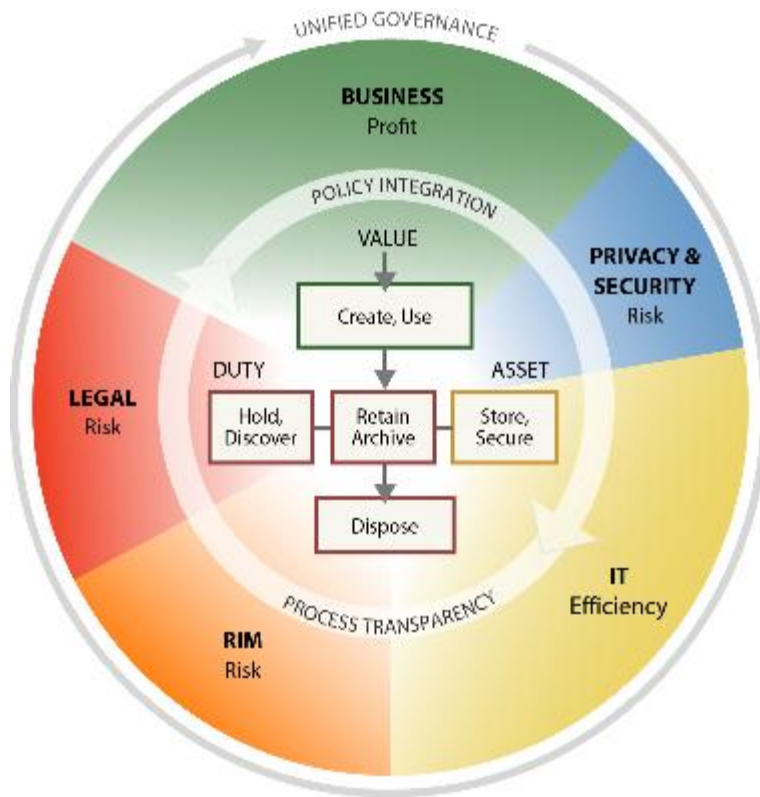 UNIFIED GOVERNANCE
BUSINESS
Profit
POLICY INTEGRATION
VALUE
PRIVACY &
SECURITY
Risk
Create, Use
DUTY
ASSET
LEGAL
Risk
Hold,
Discover
Retain
Archive
Store,
Secure
Dispose
IT
Efficiency
PROCESS TRANSPARENCY
RIM
Risk